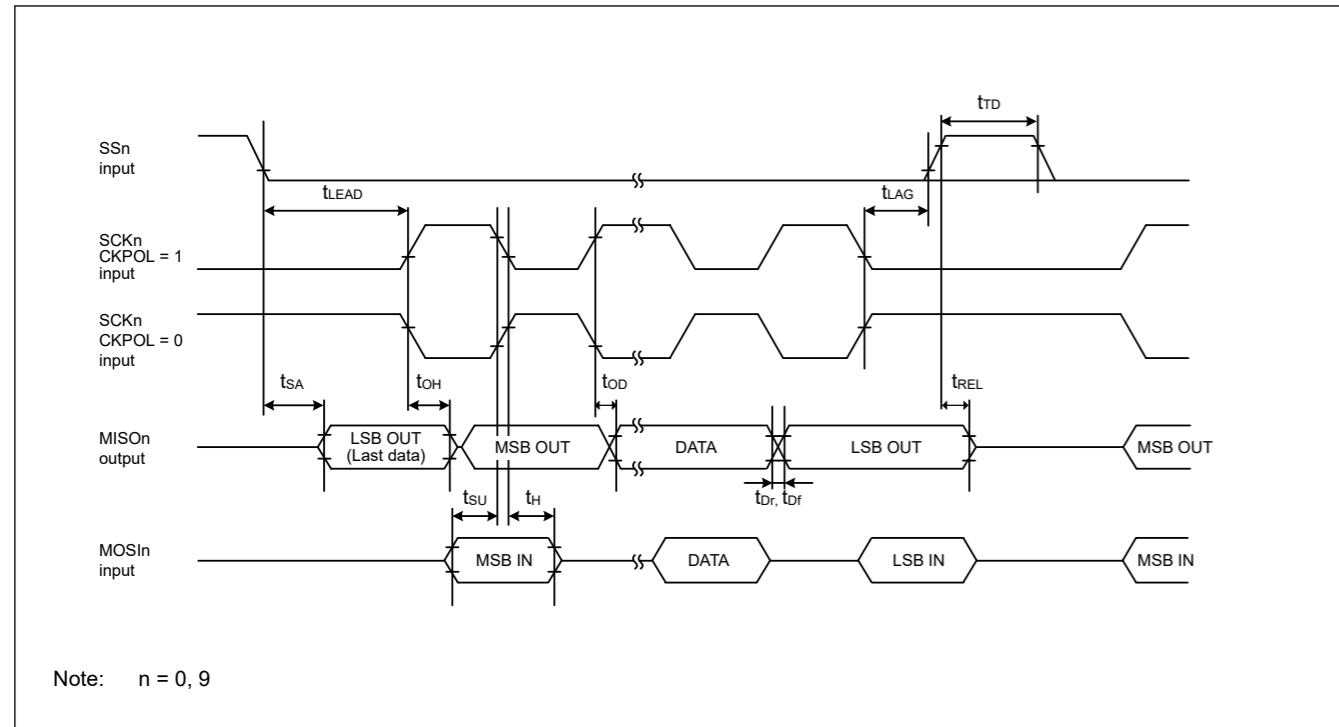 tTD
SSn
input
tLEAD
tLAG
SCKn
CKPOL = 1
input
SCKn
CKPOL = 0
input
tSA
tOH
tOD
tREL
MISOn
output
LSB OUT
(Last data)
MSB OUT
DATA
LSB OUT
MSB OUT
tSU
tH
tDr, tDf
MOSIn
input
MSB IN
DATA
LSB IN
MSB IN
Note: n = 0, 9